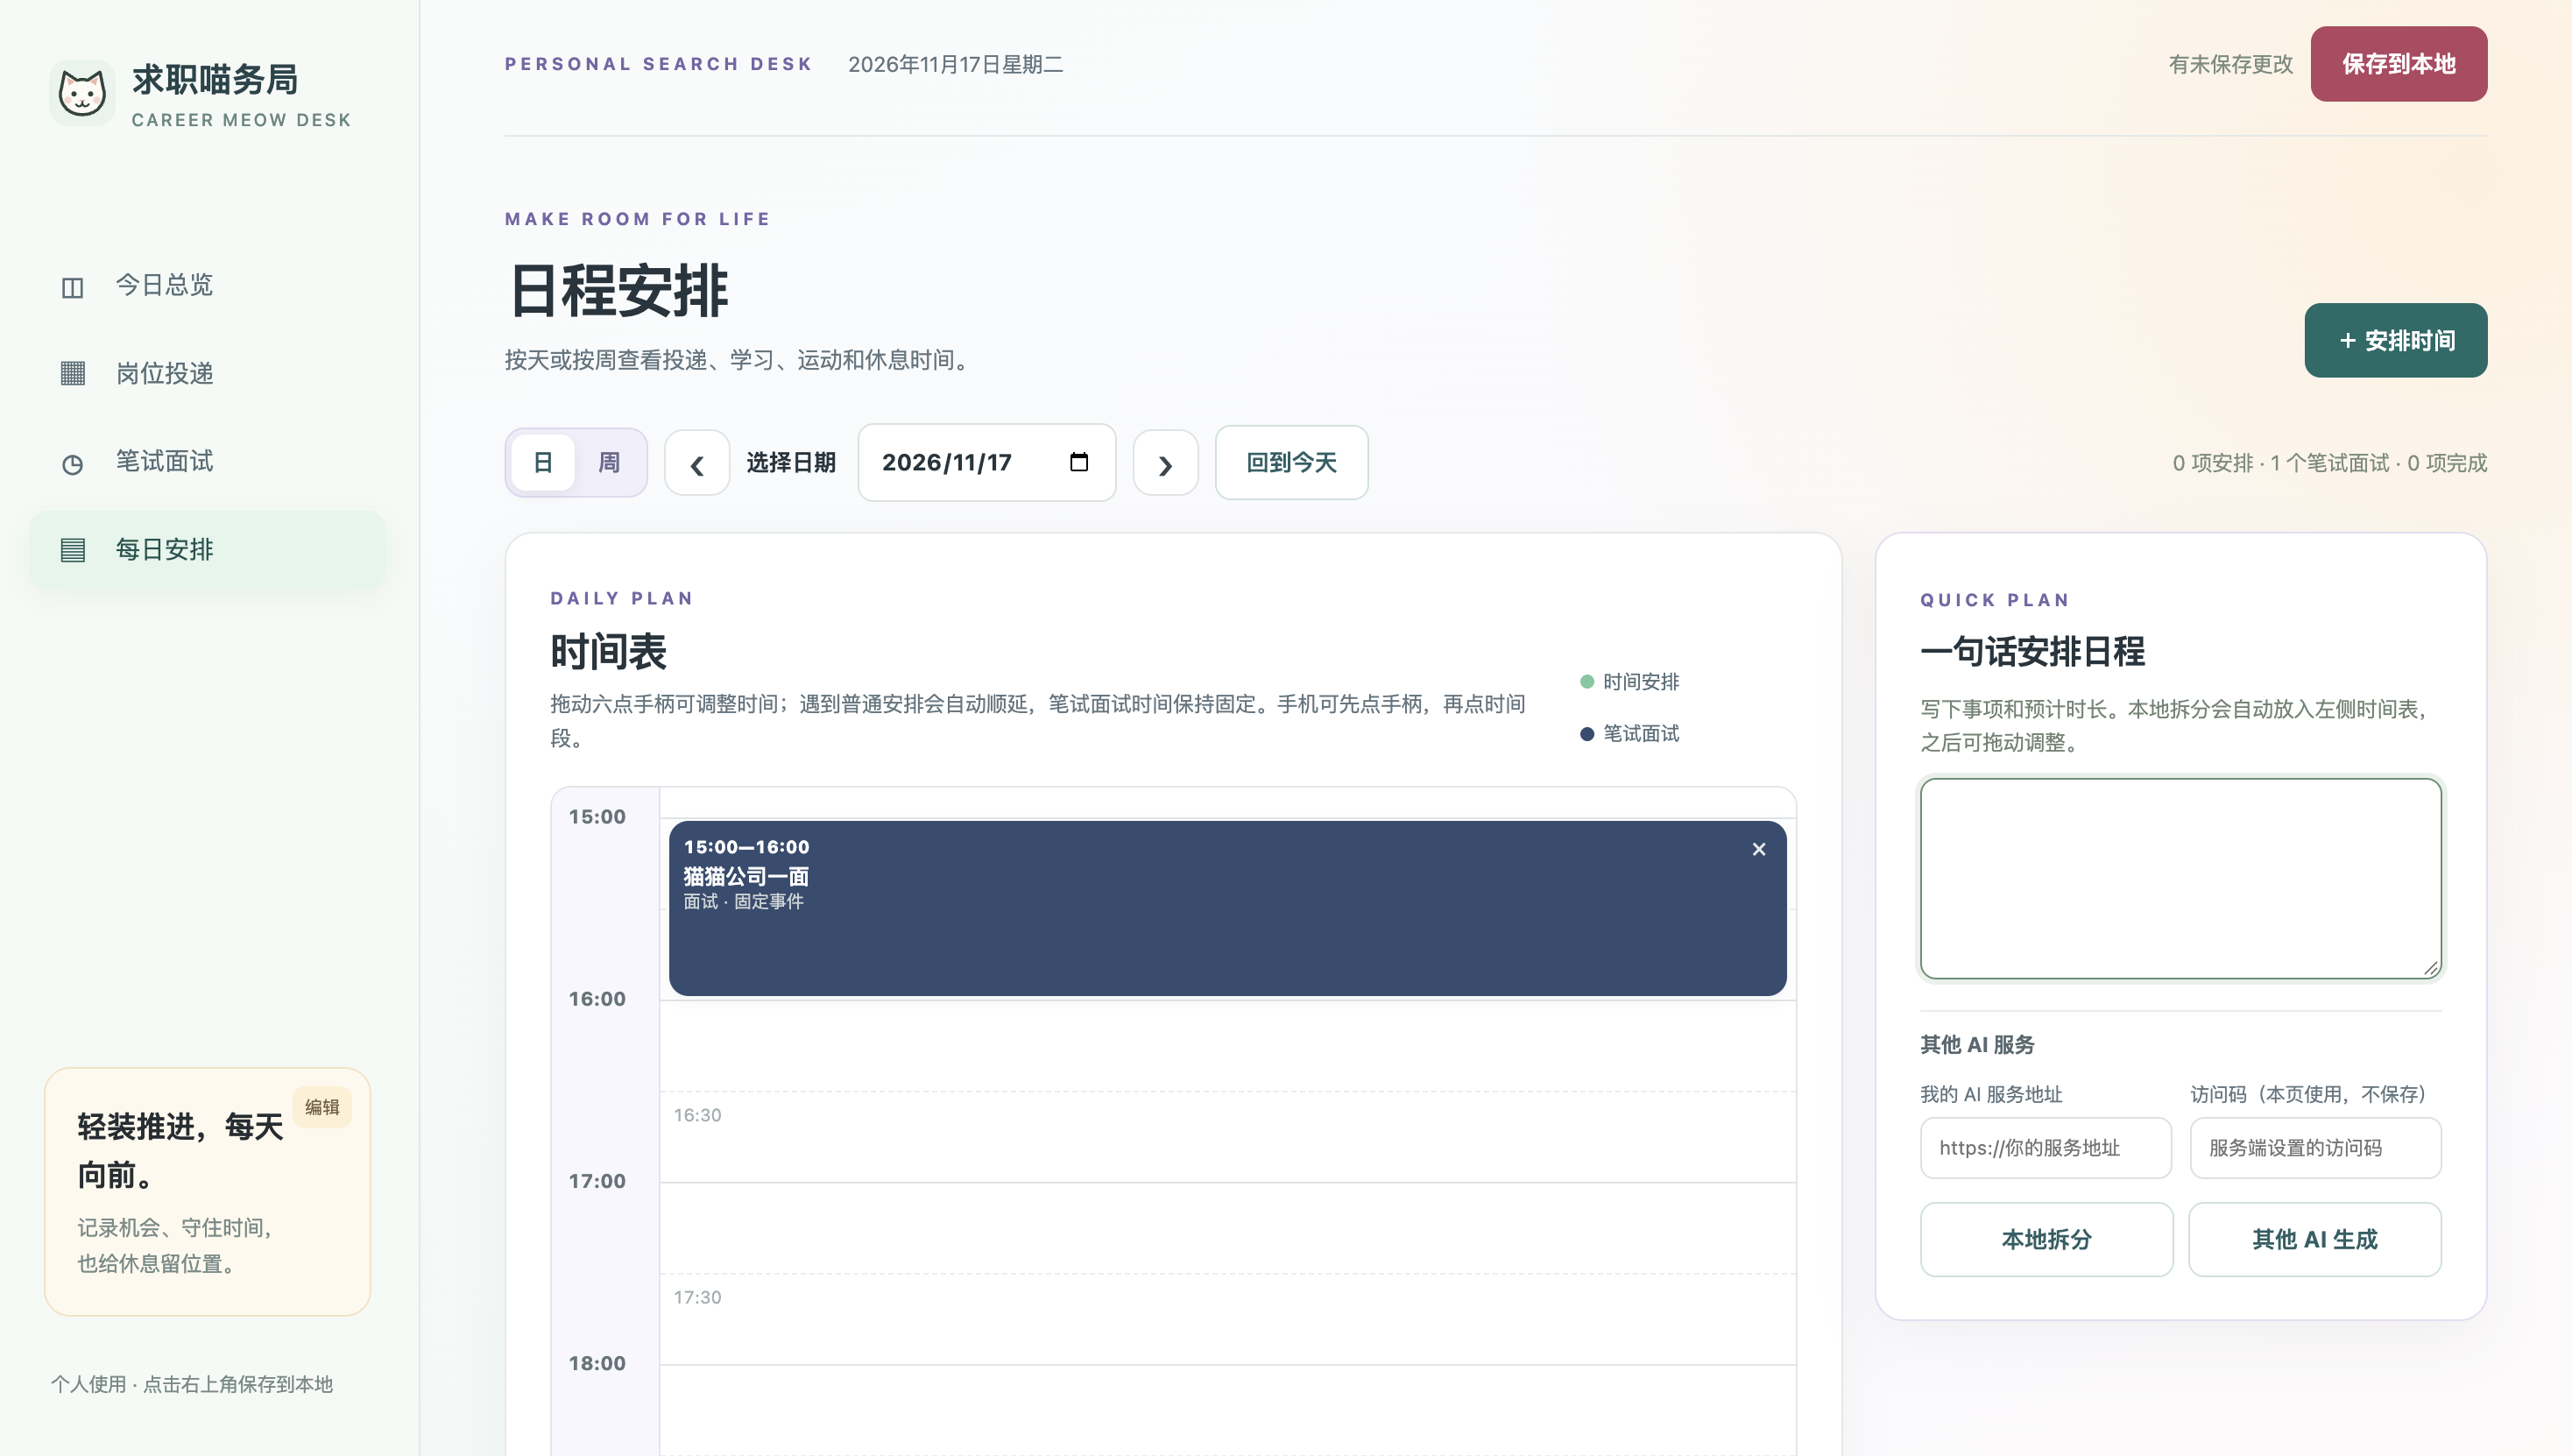 求职喵务局
CAREER MEOW DESK
今日总览
岗位投递
笔试面试
每日安排
轻装推进，每天
向前。
编辑
记录机会、守住时间，
也给休息留位置。
个人使用 · 点击右上角保存到本地
PERSONAL SEARCH DESK 2026年11月17日星期二
有未保存更改 保存到本地
MAKE ROOM FOR LIFE
日程安排
按天或按周查看投递、学习、运动和休息时间。
+ 安排时间
日 周 ‹ 选择日期 2026/11/17 › 回到今天
0 项安排 · 1 个笔试面试 · 0 项完成
DAILY PLAN
时间表
拖动六点手柄可调整时间；遇到普通安排会自动顺延，笔试面试时间保持固定。手机可先点手柄，再点时间
段。
时间安排
笔试面试
15:00
15:00—16:00 ×
猫猫公司一面
面试 · 固定事件
16:00
16:30
17:00
17:30
18:00
QUICK PLAN
一句话安排日程
写下事项和预计时长。本地拆分会自动放入左侧时间表，
之后可拖动调整。
其他 AI 服务
我的 AI 服务地址 访问码（本页使用，不保存）
https://你的服务地址 服务端设置的访问码
本地拆分 其他 AI 生成